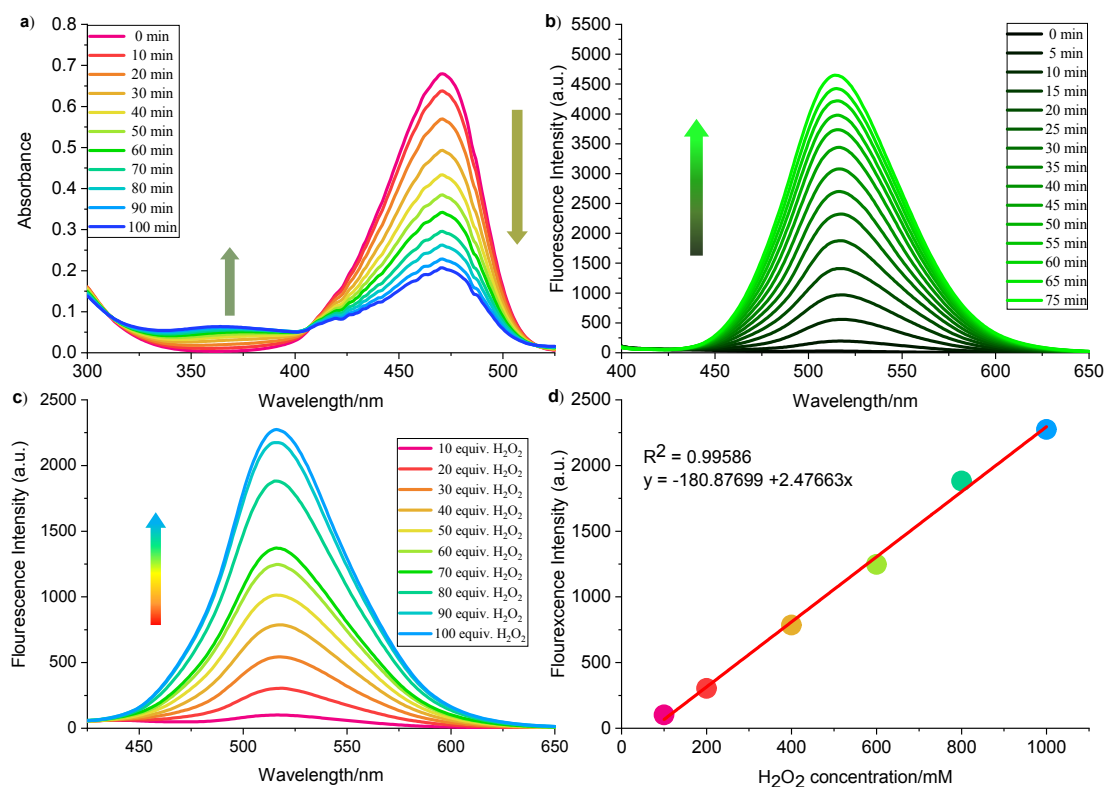 a)
0.8
0.7
0.6
0.5
0.4
0.3
0.2
0.1
0.0
Absorbance
0 min
10 min
20 min
30 min
40 min
50 min
60 min
70 min
80 min
90 min
100 min
300 350 400 450 500
Wavelength/nm
b)
5500
5000
4500
4000
3500
3000
2500
2000
1500
1000
500
0
Fluorescence Intensity (a.u.)
0 min
5 min
10 min
15 min
20 min
25 min
30 min
35 min
40 min
45 min
50 min
55 min
60 min
65 min
75 min
400 450 500 550 600 650
Wavelength/nm
c)
2500
2000
1500
1000
500
0
Flourescence Intensity (a.u.)
10 equiv. H₂O₂
20 equiv. H₂O₂
30 equiv. H₂O₂
40 equiv. H₂O₂
50 equiv. H₂O₂
60 equiv. H₂O₂
70 equiv. H₂O₂
80 equiv. H₂O₂
90 equiv. H₂O₂
100 equiv. H₂O₂
450 500 550 600 650
Wavelength/nm
d)
2500
2000
1500
1000
500
0
Flourexcence Intensity (a.u.)
R² = 0.99586
y = -180.87699 +2.47663x
0 200 400 600 800 1000
H₂O₂ concentration/mM